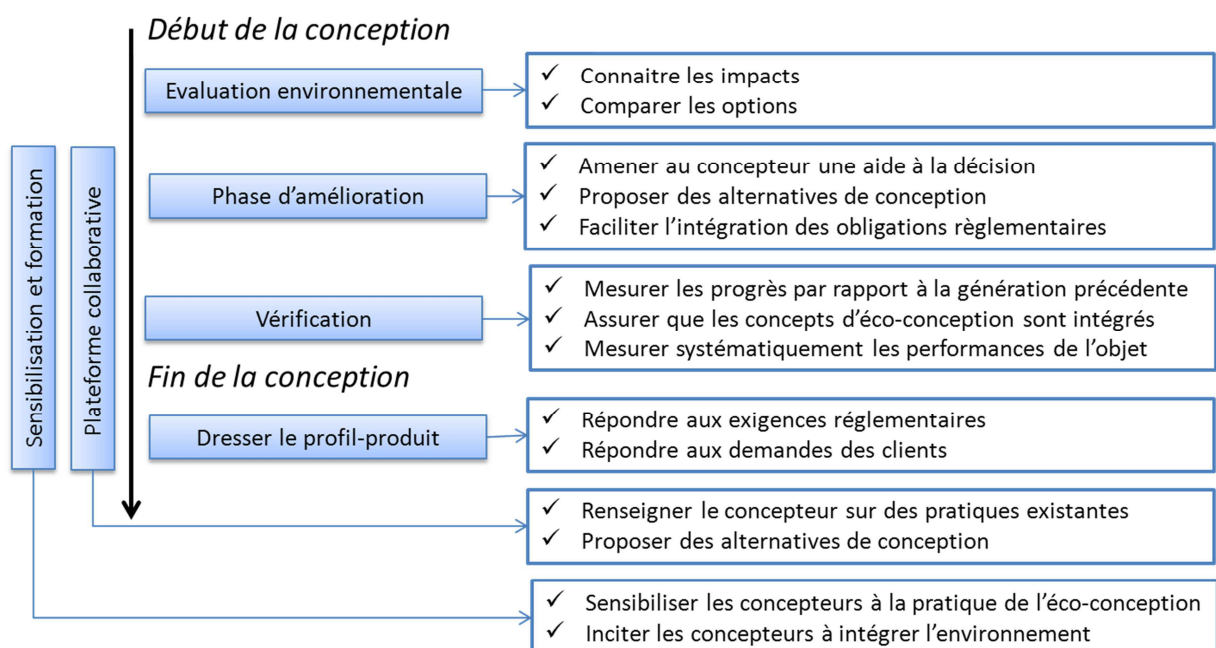 Début de la conception
Evaluation environnementale
✓ Connaitre les impacts
✓ Comparer les options
Sensibilisation et formation
Plateforme collaborative
Phase d’amélioration
✓ Amener au concepteur une aide à la décision
✓ Proposer des alternatives de conception
✓ Faciliter l’intégration des obligations règlementaires
Vérification
✓ Mesurer les progrès par rapport à la génération précédente
✓ Assurer que les concepts d’éco-conception sont intégrés
✓ Mesurer systématiquement les performances de l’objet
Fin de la conception
Dresser le profil-produit
✓ Répondre aux exigences réglementaires
✓ Répondre aux demandes des clients
✓ Renseigner le concepteur sur des pratiques existantes
✓ Proposer des alternatives de conception
✓ Sensibiliser les concepteurs à la pratique de l’éco-conception
✓ Inciter les concepteurs à intégrer l’environnement